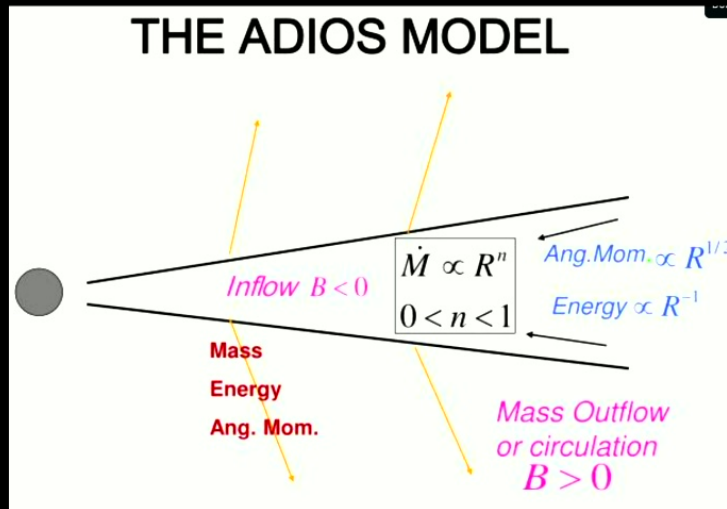 THE ADIOS MODEL
Inflow B < 0
Ṁ ∝ Rⁿ
0 < n < 1
Ang.Mom. ∝ R^1/
Energy ∝ R⁻¹
Mass
Energy
Ang. Mom.
Mass Outflow
or circulation
B > 0